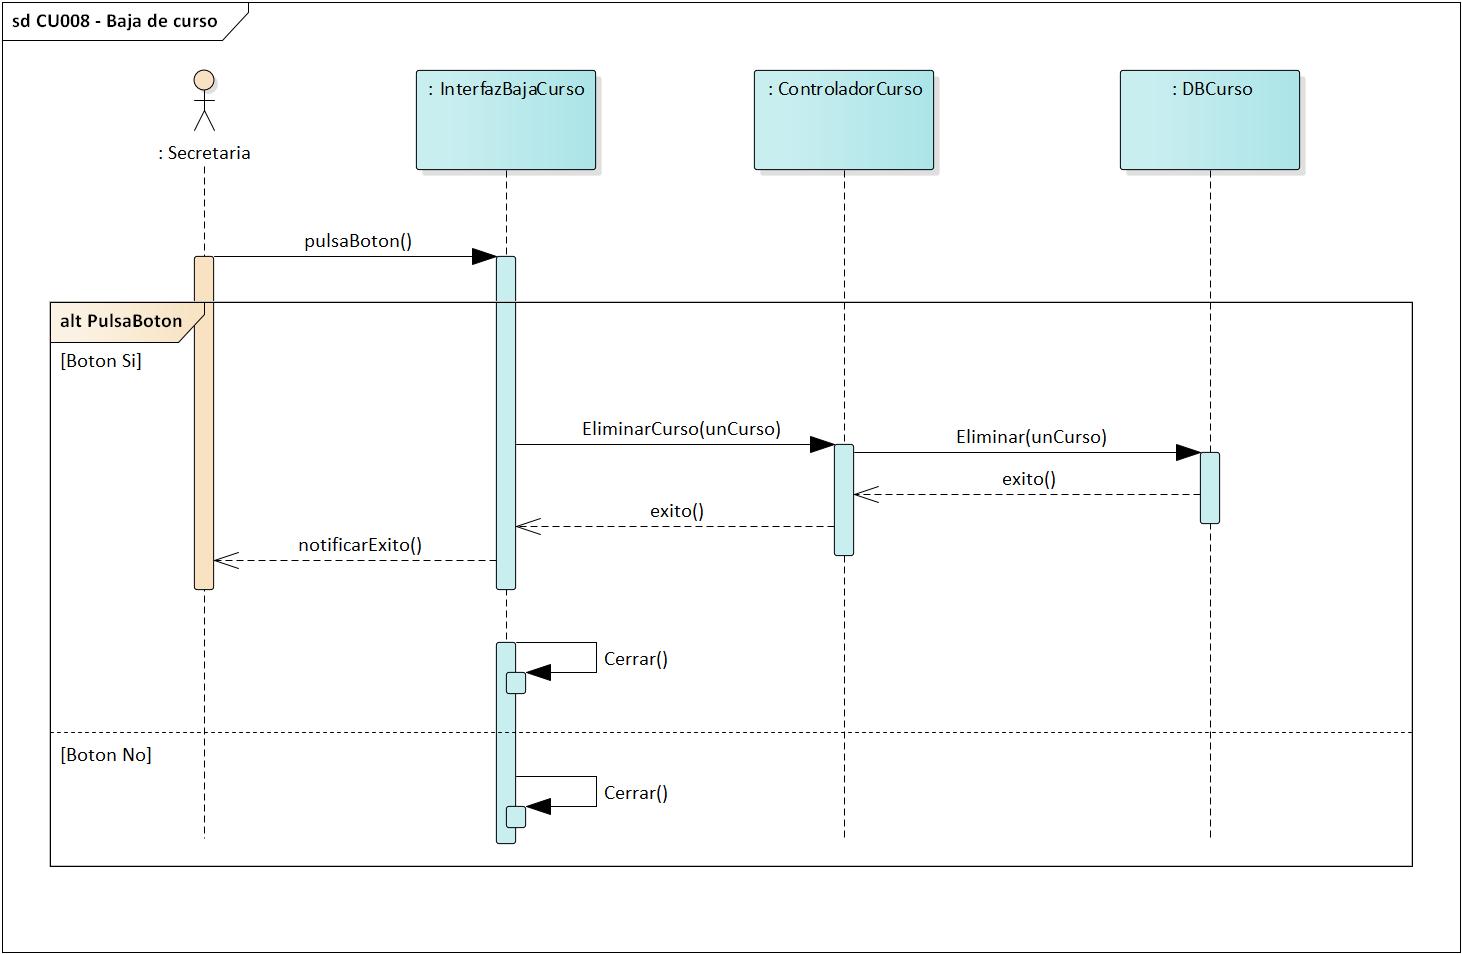 sd CU008 - Baja de curso
: Secretaria
: InterfazBajaCurso
: ControladorCurso
: DBCurso
pulsaBoton()
alt PulsaBoton
[Boton Si]
EliminarCurso(unCurso)
Eliminar(unCurso)
exito()
exito()
notificarExito()
Cerrar()
[Boton No]
Cerrar()